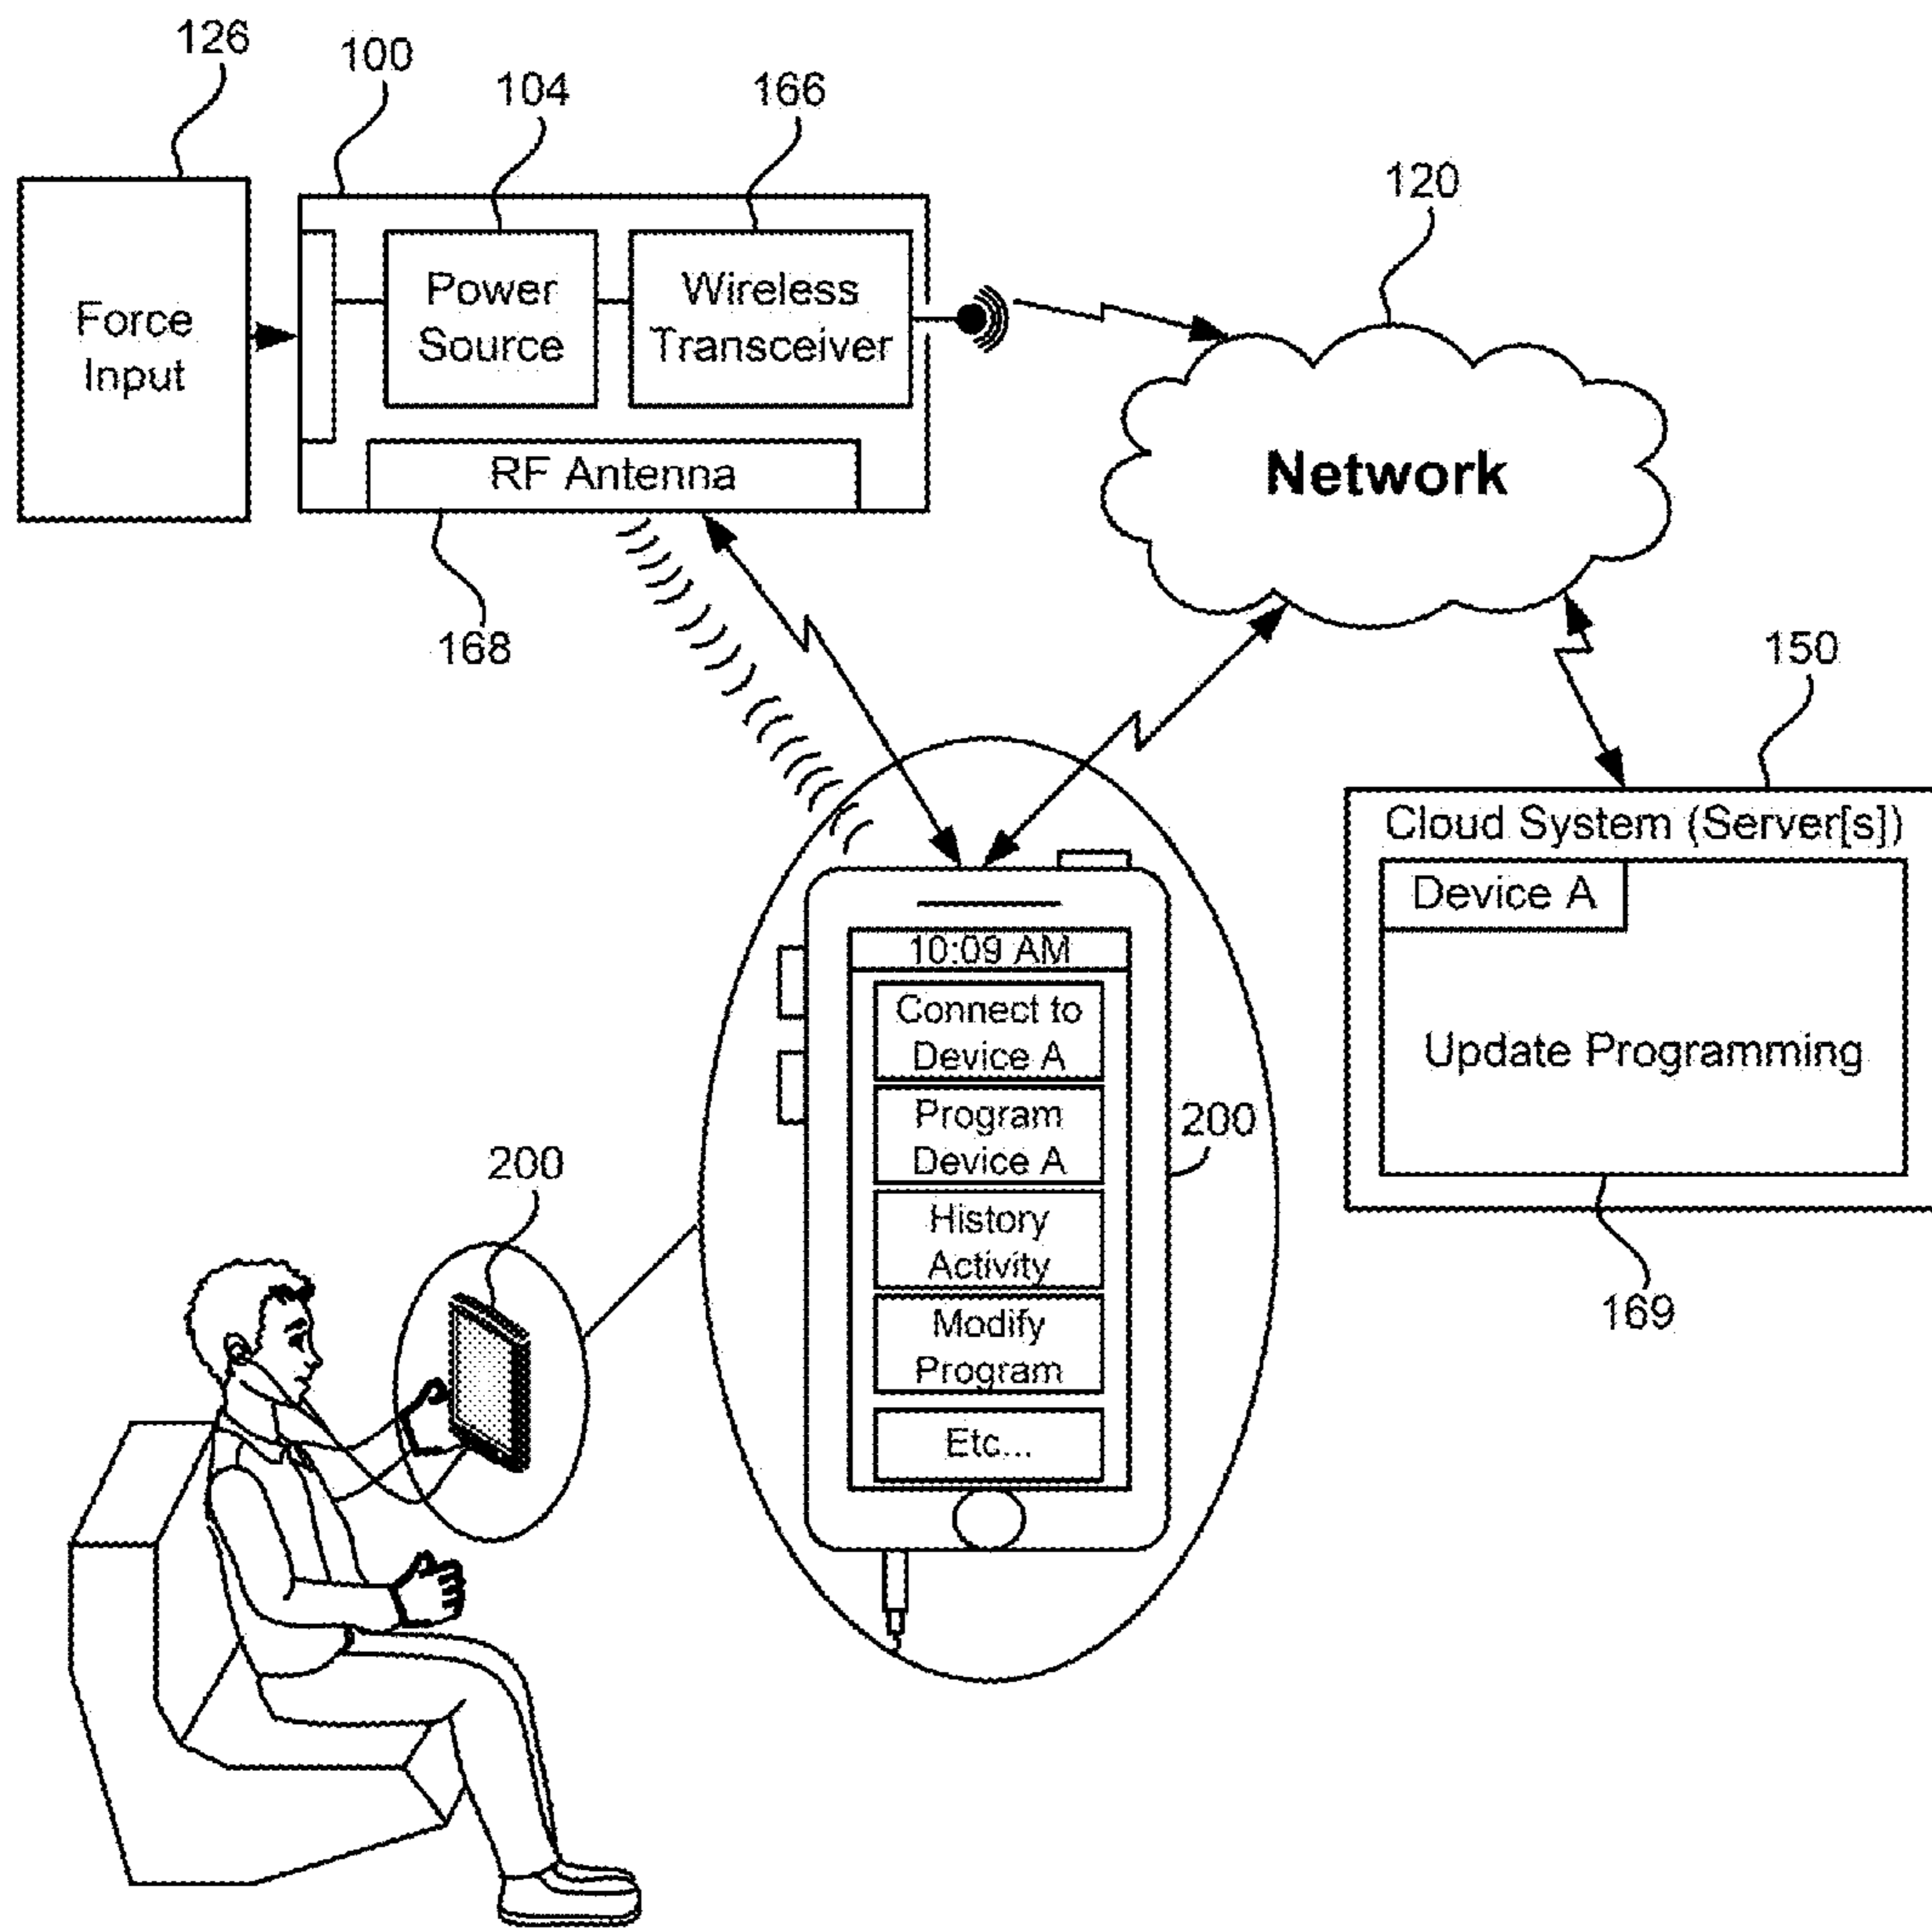 126
100
104
166
120
Force
Input
Power
Source
Wireless
Transceiver
RF Antenna
Network
168
150
Cloud System (Server[s])
Device A
Update Programming
169
10:09 AM
Connect to
Device A
Program
Device A
History
Activity
Modify
Program
Etc...
200
200